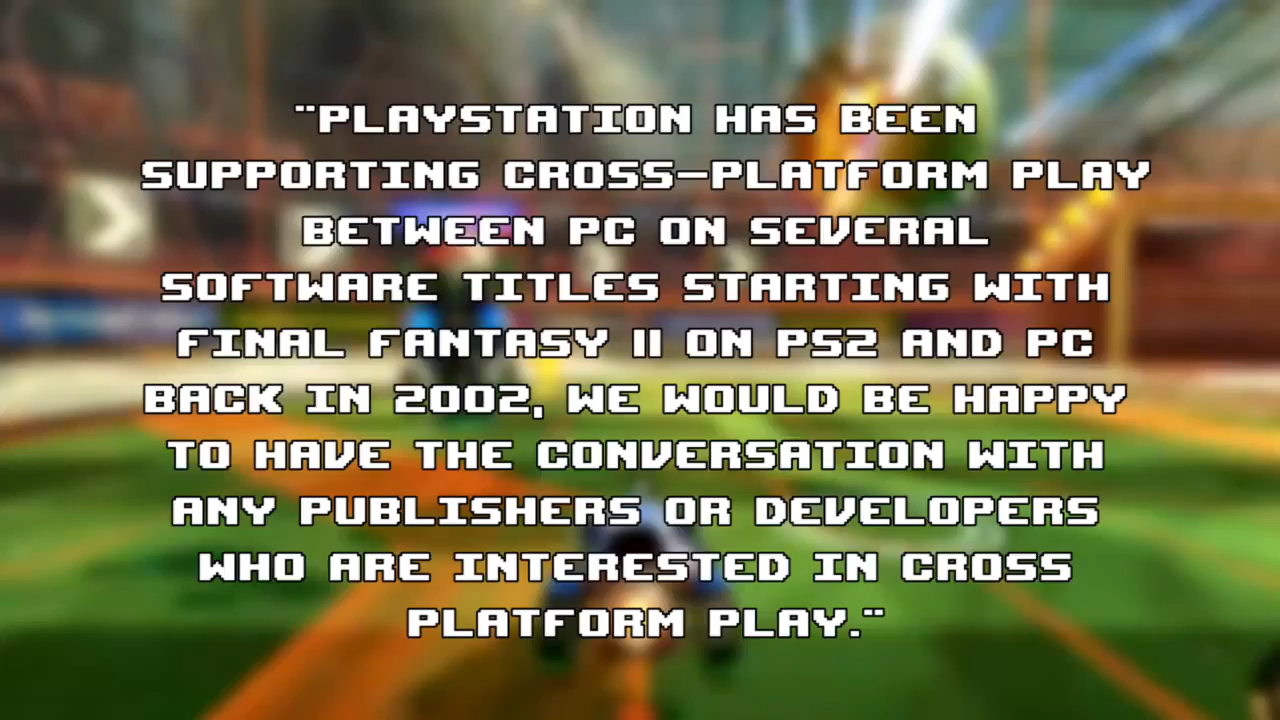 "PLAYSTATION HAS BEEN
SUPPORTING CROSS-PLATFORM PLAY
BETWEEN PC ON SEVERAL
SOFTWARE TITLES STARTING WITH
FINAL FANTASY II ON PS2 AND PC
BACK IN 2002, WE WOULD BE HAPPY
TO HAVE THE CONVERSATION WITH
ANY PUBLISHERS OR DEVELOPERS
WHO ARE INTERESTED IN CROSS
PLATFORM PLAY."